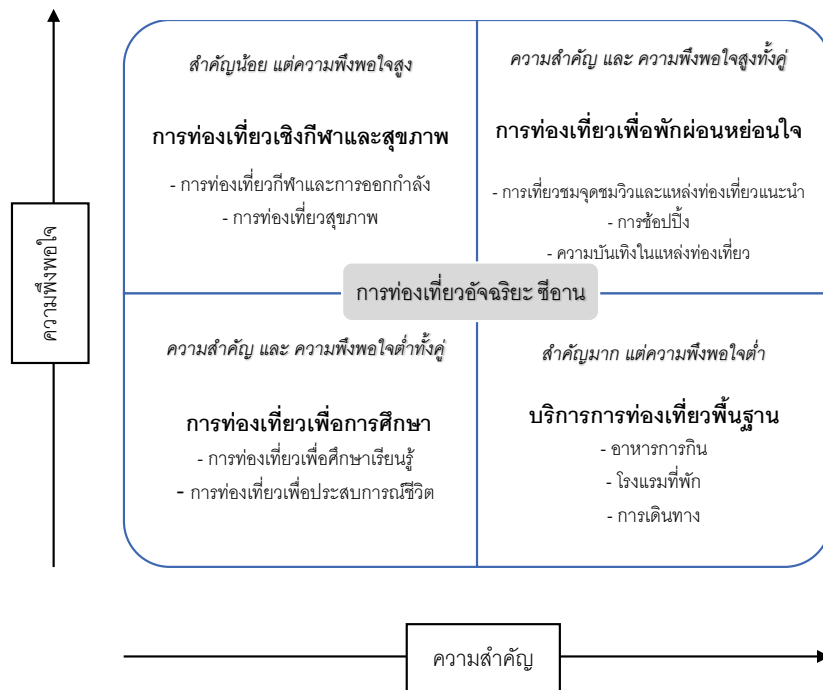 สำคัญน้อย แต่ความพึงพอใจสูง
การท่องเที่ยวเชิงกีฬาและสุขภาพ
- การท่องเที่ยวกีฬาและการออกกำลัง
- การท่องเที่ยวสุขภาพ
ความสำคัญ และ ความพึงพอใจสูงทั้งคู่
การท่องเที่ยวเพื่อพักผ่อนหย่อนใจ
- การเที่ยวชมจุดชมวิวและแหล่งท่องเที่ยวแนะนำ
- การช้อปปิ้ง
- ความบันเทิงในแหล่งท่องเที่ยว
ความพึงพอใจ
การท่องเที่ยวอัจฉริยะ ซีอาน
ความสำคัญ และ ความพึงพอใจต่ำทั้งคู่
การท่องเที่ยวเพื่อการศึกษา
- การท่องเที่ยวเพื่อศึกษาเรียนรู้
- การท่องเที่ยวเพื่อประสบการณ์ชีวิต
สำคัญมาก แต่ความพึงพอใจต่ำ
บริการการท่องเที่ยวพื้นฐาน
- อาหารการกิน
- โรงแรมที่พัก
- การเดินทาง
ความสำคัญ